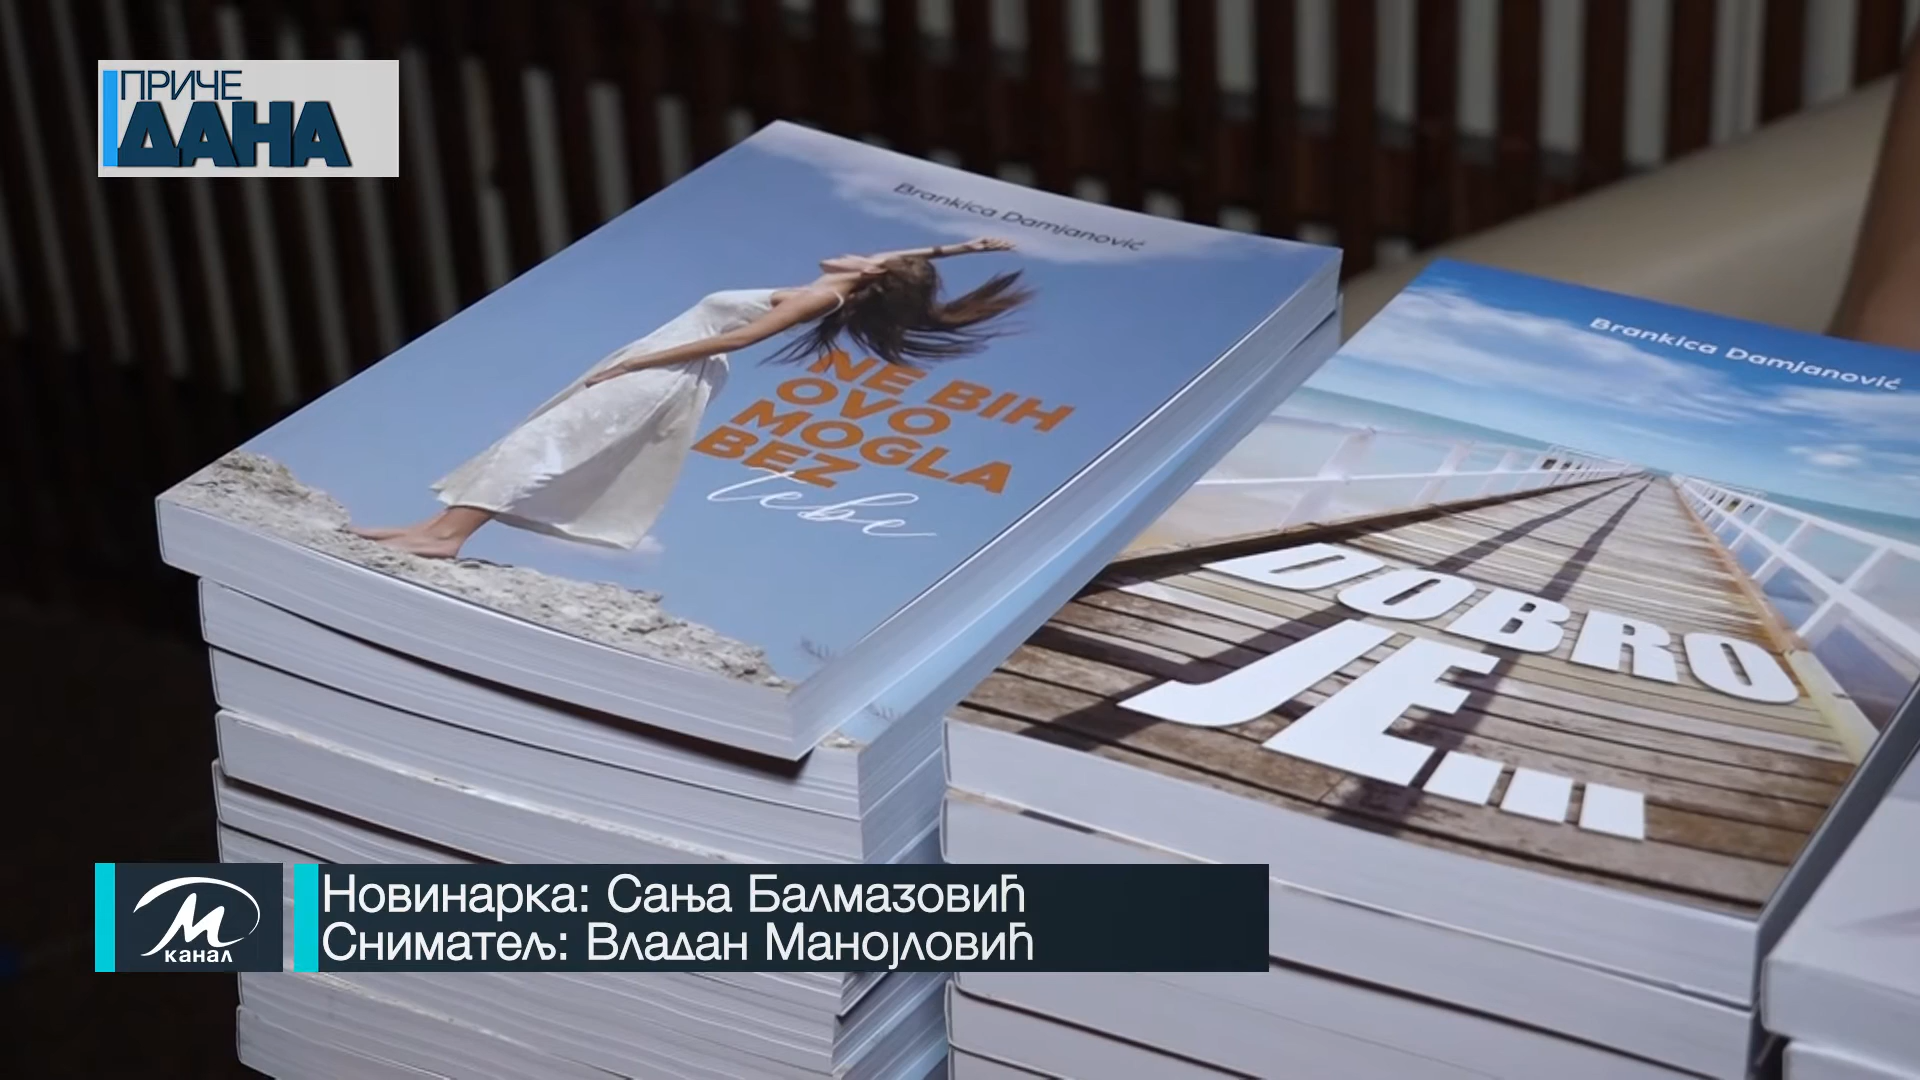 ПРИЧЕ
ДАНА
Brankica Damjanović
NE BIH
OVO
MOGLA
BEZ
tebe
Brankica Damjanović
DOBRO
JE...
М
канал
Новинарка: Сања Балмазовић
Сниматељ: Владан Манојловић